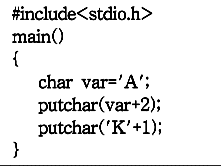 #include<stdio.h>
main()
{
char var='A';
putchar(var+2);
putchar('K'+1);
}